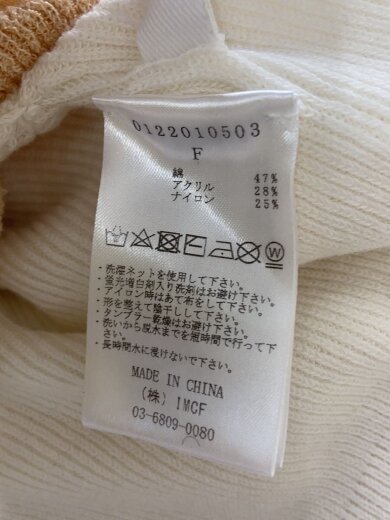 0122010503
F
綿 47%
アクリル 28%
ナイロン 25%
W
・洗濯ネットを使用して下さい。
・蛍光増白剤入り洗剤はお避け下さい。
・アイロン時はあて布をして下さい。
・形を整えて陰干しして下さい。
・タンブラー乾燥はお避け下さい。
・洗いから脱水までを短時間で行って下さい。
・長時間水に浸けないで下さい。
MADE IN CHINA
(株) IMCF
03-6809-0080